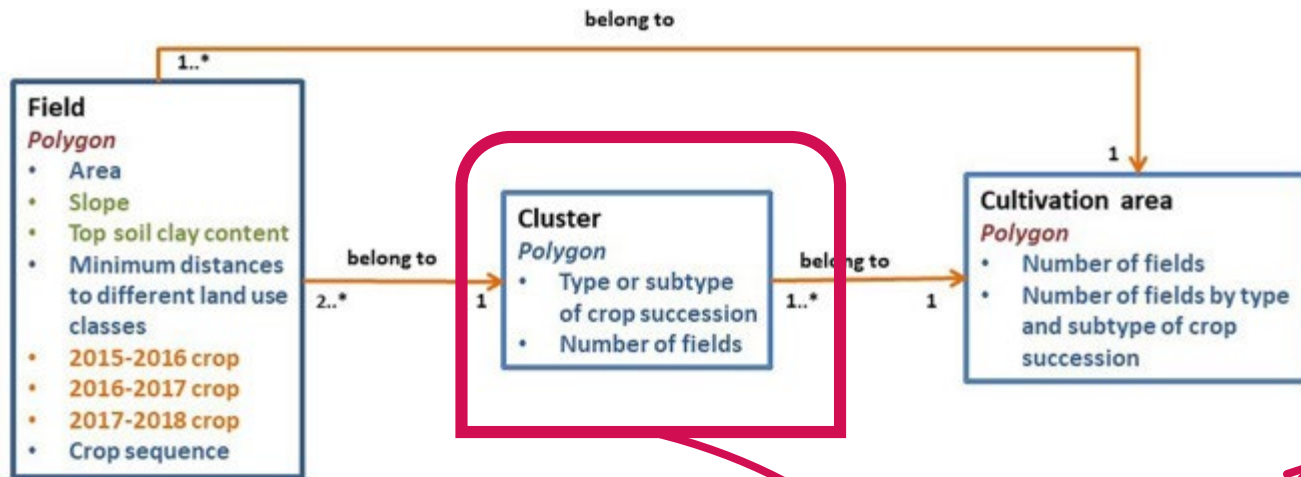 belong to
1..*
Field
Polygon
• Area
• Slope
• Top soil clay content
• Minimum distances
to different land use
classes
• 2015-2016 crop
• 2016-2017 crop
• 2017-2018 crop
• Crop sequence
belong to
2..*
1
Cluster
Polygon
• Type or subtype
of crop succession
• Number of fields
belong to
1..*
1
1
Cultivation area
Polygon
• Number of fields
• Number of fields by type
and subtype of crop
succession